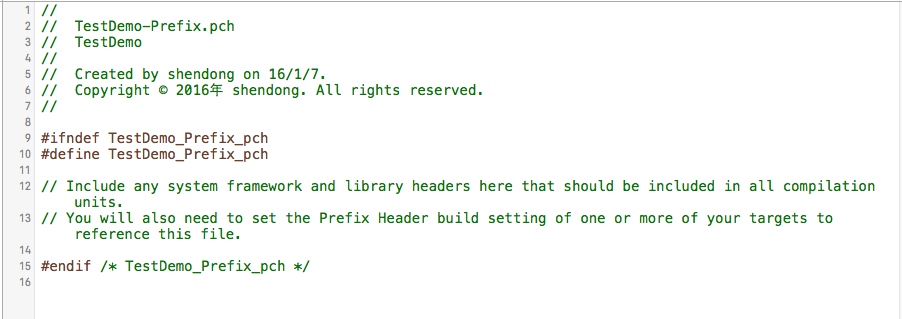 1 //
2 //  TestDemo-Prefix.pch
3 //  TestDemo
4 //
5 //  Created by shendong on 16/1/7.
6 //  Copyright © 2016年 shendong. All rights reserved.
7 //
8
9 #ifndef TestDemo_Prefix_pch
10 #define TestDemo_Prefix_pch
11
12 // Include any system framework and library headers here that should be included in all compilation
units.
13 // You will also need to set the Prefix Header build setting of one or more of your targets to
reference this file.
14
15 #endif /* TestDemo_Prefix_pch */
16